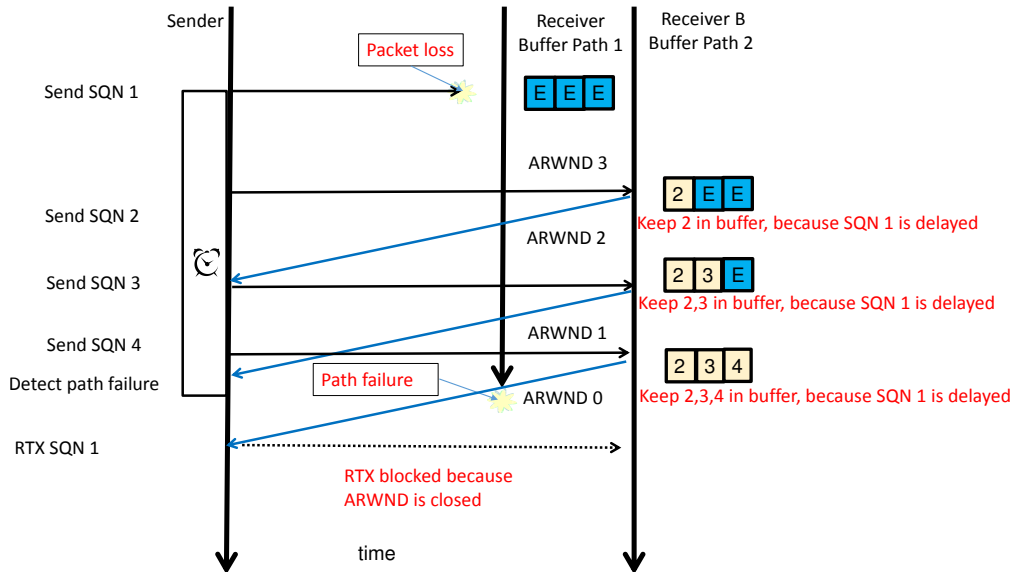 Sender
Receiver
Buffer Path 1
Receiver B
Buffer Path 2
Packet loss
Send SQN 1
E E E
ARWND 3
2 E E
Send SQN 2
Keep 2 in buffer, because SQN 1 is delayed
ARWND 2
Send SQN 3
2 3 E
Keep 2,3 in buffer, because SQN 1 is delayed
ARWND 1
Send SQN 4
2 3 4
Detect path failure
Path failure
ARWND 0
Keep 2,3,4 in buffer, because SQN 1 is delayed
RTX SQN 1
RTX blocked because
ARWND is closed
time